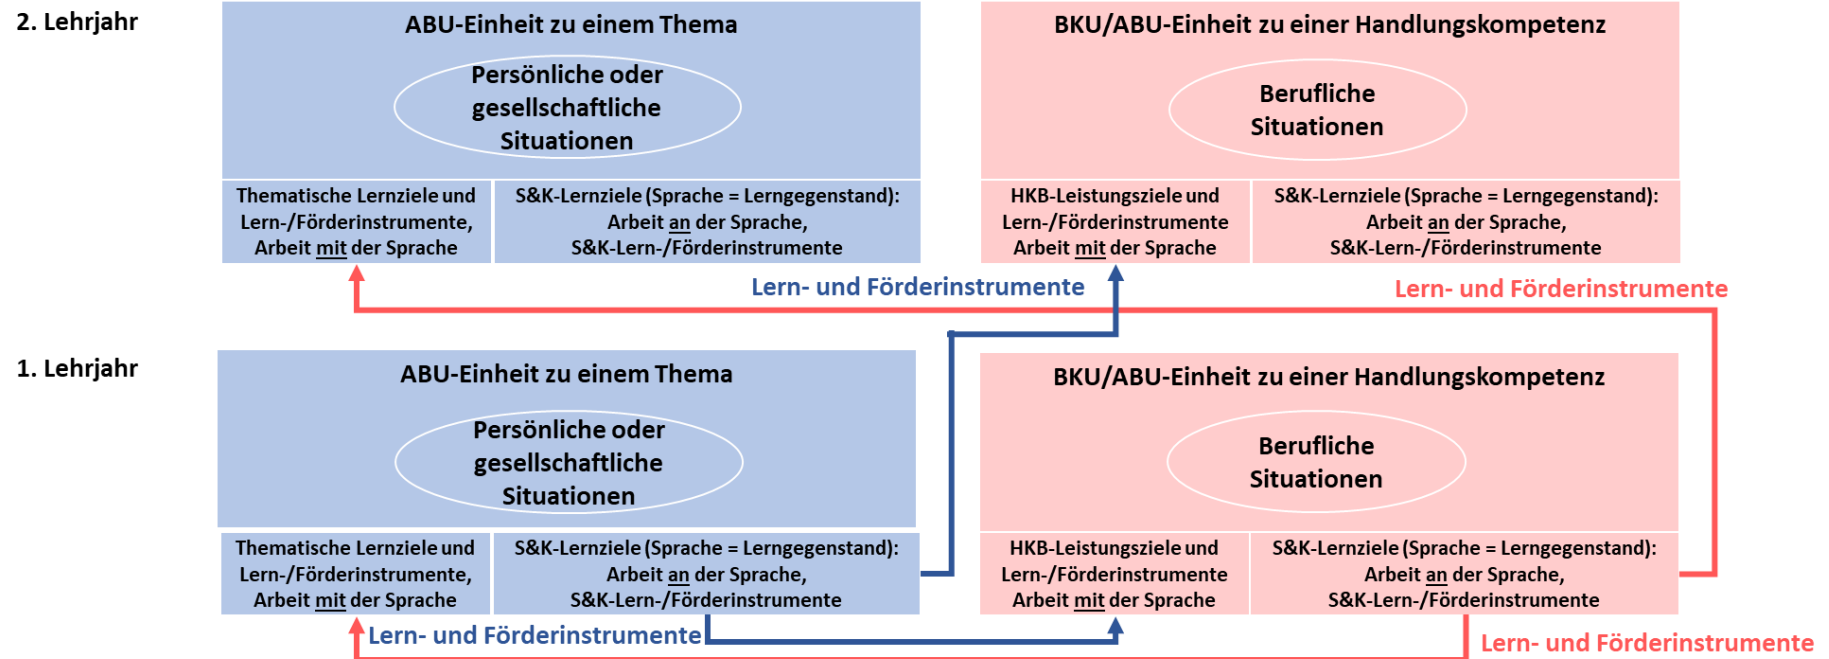 2. Lehrjahr
ABU-Einheit zu einem Thema
Persönliche oder
gesellschaftliche
Situationen
Thematische Lernziele und
Lern-/Förderinstrumente,
Arbeit mit der Sprache
S&K-Lernziele (Sprache = Lerngegenstand):
Arbeit an der Sprache,
S&K-Lern-/Förderinstrumente
BKU/ABU-Einheit zu einer Handlungskompetenz
Berufliche
Situationen
HKB-Leistungsziele und
Lern-/Förderinstrumente
Arbeit mit der Sprache
S&K-Lernziele (Sprache = Lerngegenstand):
Arbeit an der Sprache,
S&K-Lern-/Förderinstrumente
Lern- und Förderinstrumente
Lern- und Förderinstrumente
1. Lehrjahr
ABU-Einheit zu einem Thema
Persönliche oder
gesellschaftliche
Situationen
Thematische Lernziele und
Lern-/Förderinstrumente,
Arbeit mit der Sprache
S&K-Lernziele (Sprache = Lerngegenstand):
Arbeit an der Sprache,
S&K-Lern-/Förderinstrumente
BKU/ABU-Einheit zu einer Handlungskompetenz
Berufliche
Situationen
HKB-Leistungsziele und
Lern-/Förderinstrumente
Arbeit mit der Sprache
S&K-Lernziele (Sprache = Lerngegenstand):
Arbeit an der Sprache,
S&K-Lern-/Förderinstrumente
Lern- und Förderinstrumente
Lern- und Förderinstrumente